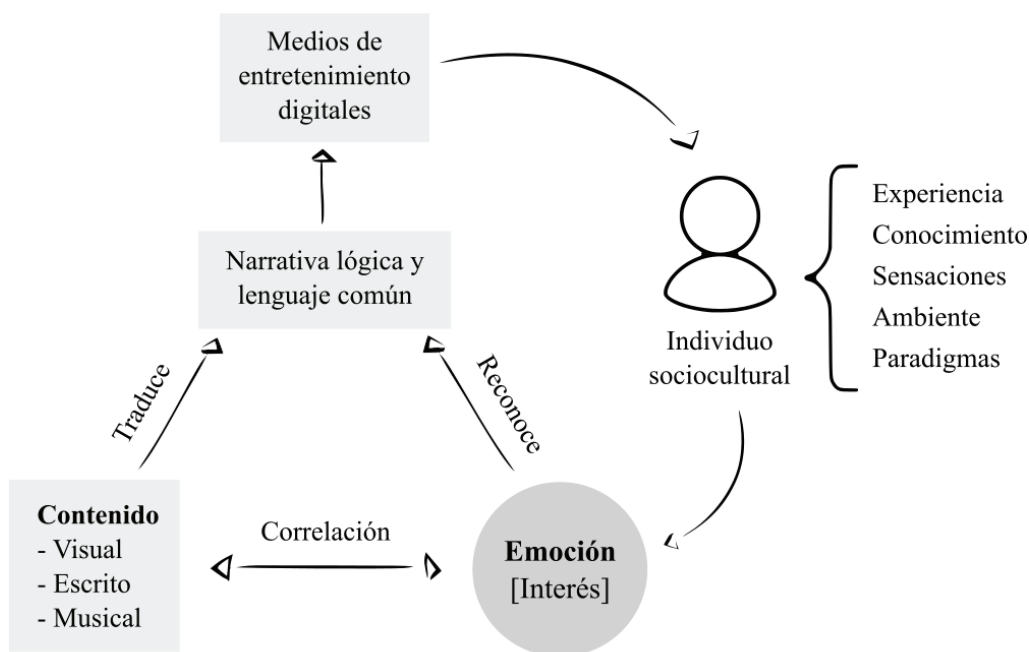 Medios de
entretenimiento
digitales
Narrativa lógica y
lenguaje común
Individuo
sociocultural
Experiencia
Conocimiento
Sensaciones
Ambiente
Paradigmas
Traduce
Reconoce
Contenido
- Visual
- Escrito
- Musical
Correlación
Emoción
[Interés]